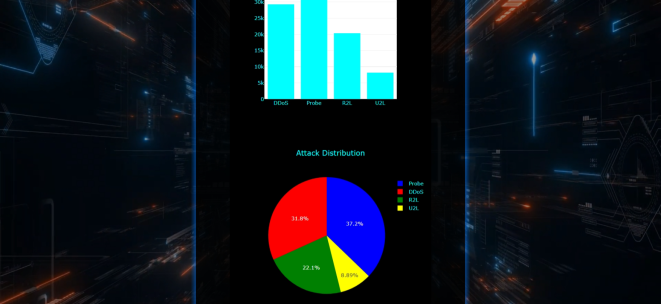 30k
25k
20k
15k
10k
5k
0
DDoS Probe R2L U2L
Attack Distribution
Probe
DDoS
R2L
U2L
31.8%
37.2%
22.1%
8.89%